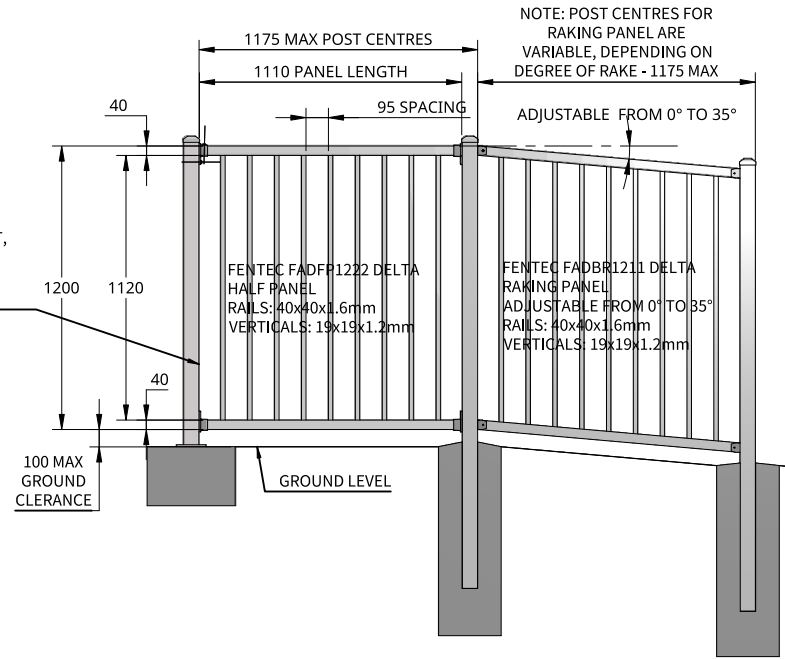 NOTE: POST CENTRES FOR
RAKING PANEL ARE
VARIABLE, DEPENDING ON
DEGREE OF RAKE - 1175 MAX
1175 MAX POST CENTRES
1110 PANEL LENGTH
40
95 SPACING
ADJUSTABLE FROM 0° TO 35°
T,
1200
1120
FENTEC FADFP1222 DELTA
HALF PANEL
RAILS: 40x40x1.6mm
VERTICALS: 19x19x1.2mm
FENTEC FADBR1211 DELTA
RAKING PANEL
ADJUSTABLE FROM 0° TO 35°
RAILS: 40x40x1.6mm
VERTICALS: 19x19x1.2mm
40
100 MAX
GROUND
CLERANCE
GROUND LEVEL